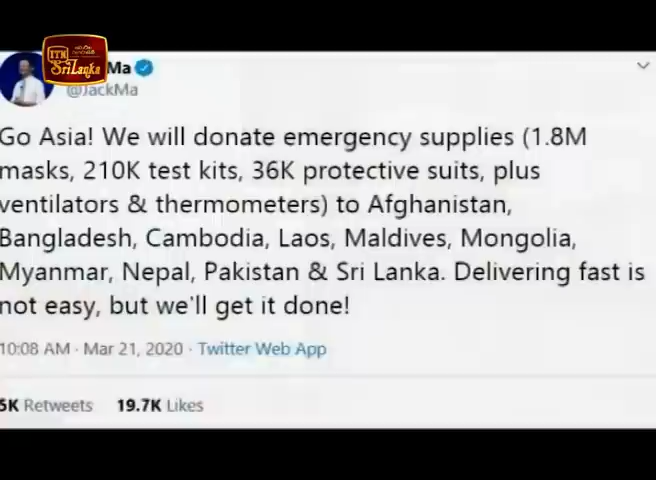 ITN
SriLanka
Ma
@JackMa
Go Asia! We will donate emergency supplies (1.8M
masks, 210K test kits, 36K protective suits, plus
ventilators & thermometers) to Afghanistan,
Bangladesh, Cambodia, Laos, Maldives, Mongolia,
Myanmar, Nepal, Pakistan & Sri Lanka. Delivering fast is
not easy, but we'll get it done!
10:08 AM · Mar 21, 2020 · Twitter Web App
5K Retweets 19.7K Likes